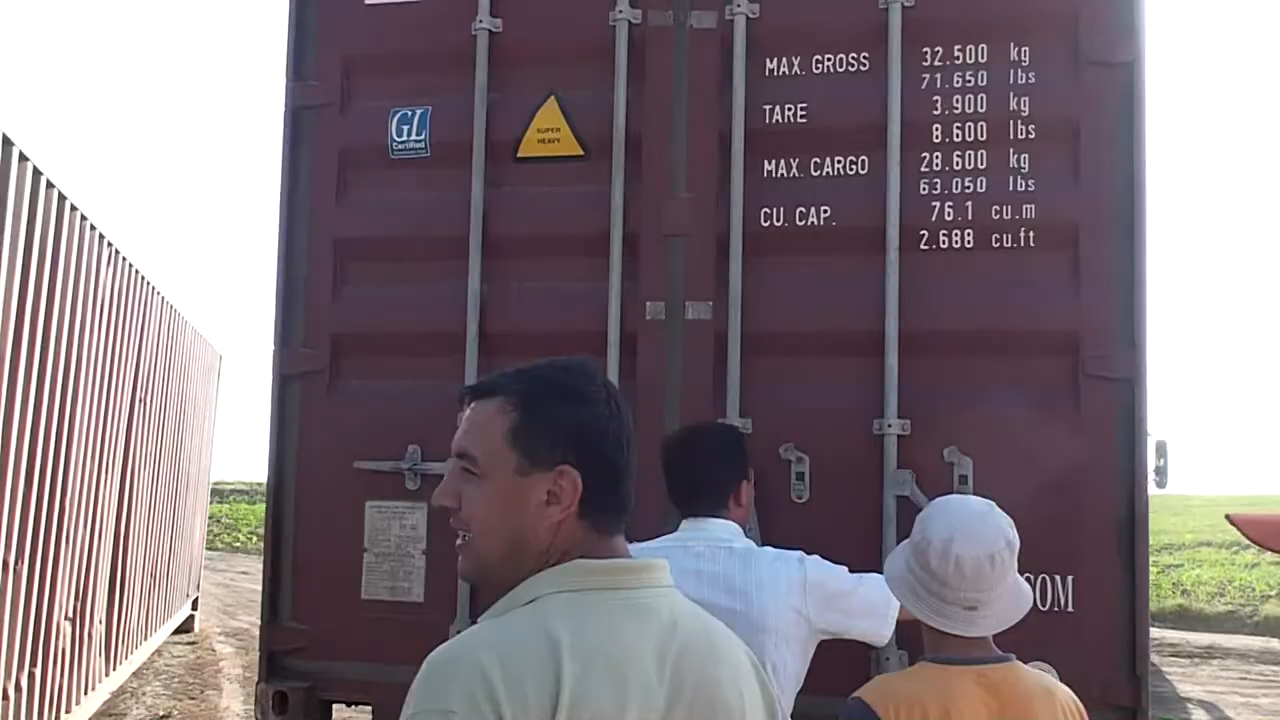 GL
Certified
SUPER
HEAVY
MAX. GROSS 32.500 kg
71.650 lbs
TARE 3.900 kg
8.600 lbs
MAX. CARGO 28.600 kg
63.050 lbs
CU. CAP. 76.1 cu.m
2.688 cu.ft
COM